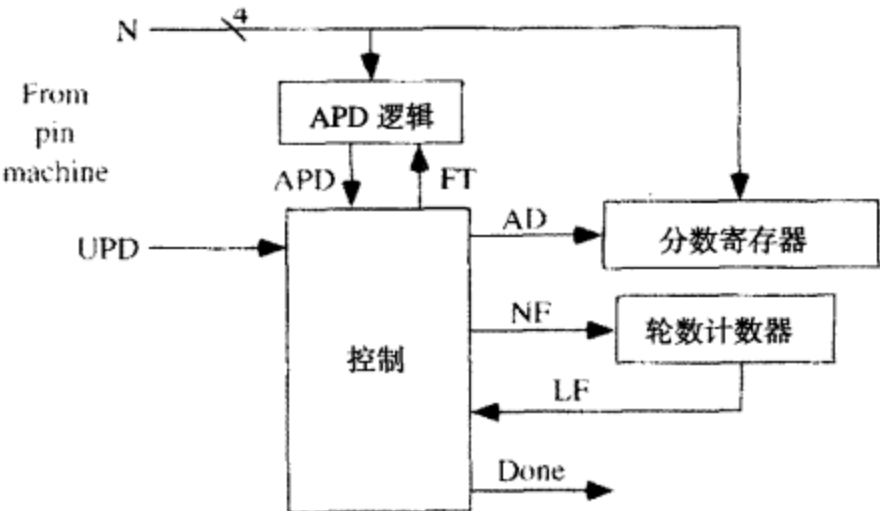 N
4
From
pin
machine
APD 逻辑
APD
FT
UPD
AD
分数寄存器
NF
轮数计数器
控制
LF
Done